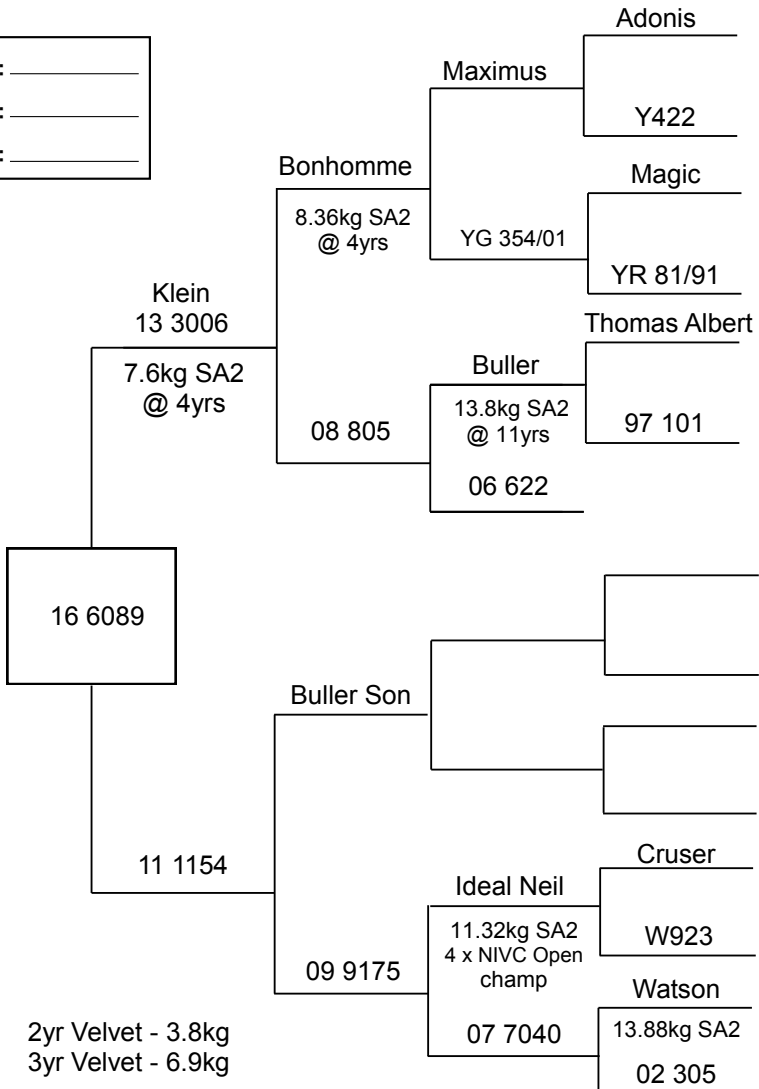 Adonis
Maximus
Y422
:
:
:
Bonhomme
Magic
8.36kg SA2
@ 4yrs
YG 354/01
YR 81/91
Klein
13 3006
Thomas Albert
7.6kg SA2
@ 4yrs
Buller
13.8kg SA2
@ 11yrs
97 101
08 805
06 622
16 6089
Buller Son
11 1154
Cruser
Ideal Neil
11.32kg SA2
4 x NIVC Open
champ
W923
09 9175
Watson
07 7040
13.88kg SA2
02 305
2yr Velvet - 3.8kg
3yr Velvet - 6.9kg